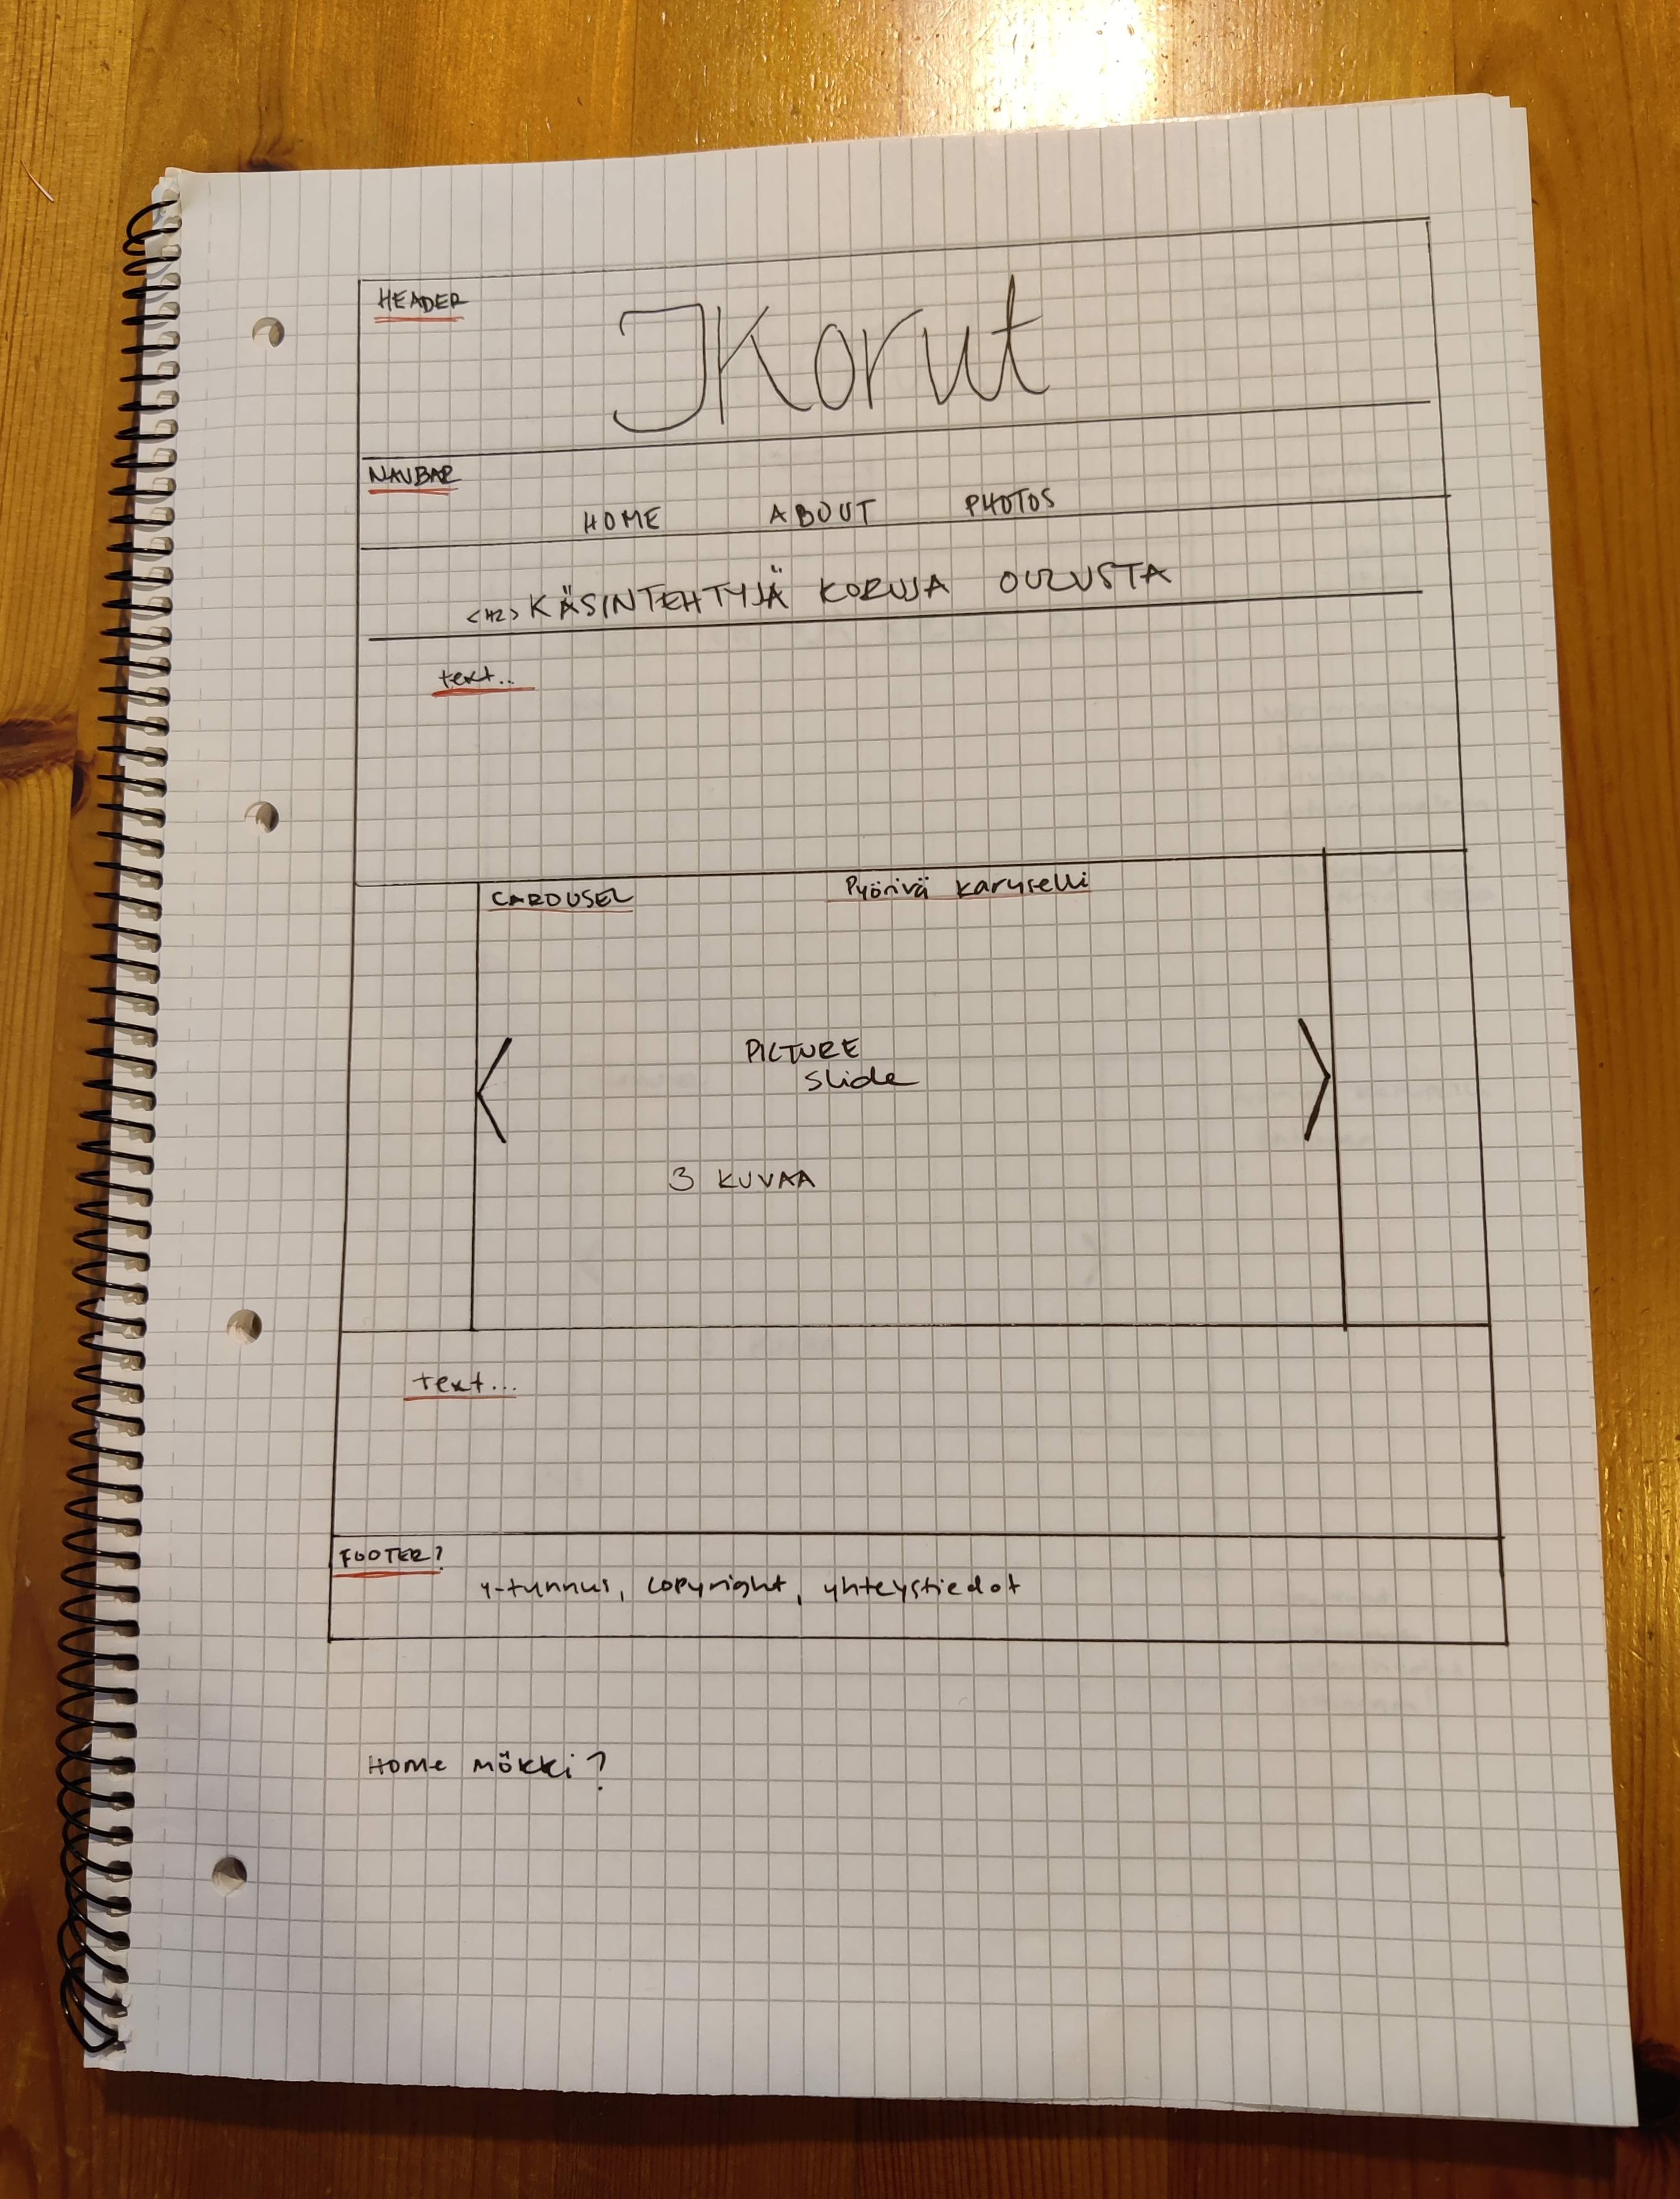 HEADER
JKorut
NAVBAR
HOME ABOUT PHOTOS
<H2> KÄSINTEHTYJÄ KORUJA OULUSTA
text..
CAROUSEL Pyörivä karuselli
PICTURE
slide
3 KUVAA
text...
FOOTER?
y-tunnus, copyright, yhteystiedot
Home mökki?